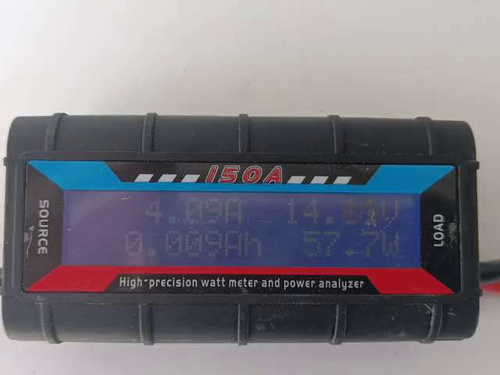 150A
SOURCE
4.09A
0.009Ah 57.7W
LOAD
High-precision watt meter and power analyzer